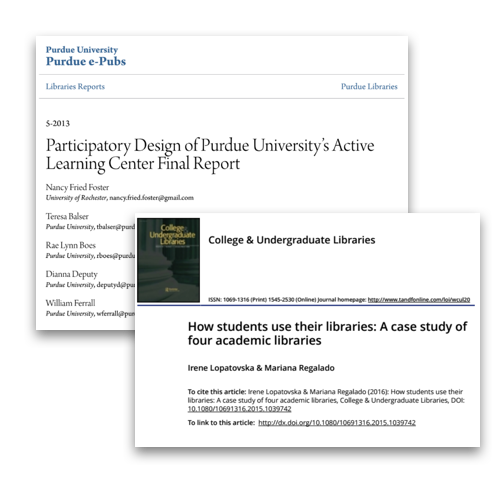 Purdue University
Purdue e-Pubs
Libraries Reports
Purdue Libraries
5-2013
Participatory Design of Purdue University's Active
Learning Center Final Report
Nancy Fried Foster
University of Rochester, nancy.fried.foster@gmail.com
Teresa Balser
Purdue University, tbalser@purd
Rae Lynn Boes
Purdue University, rboes@purdu
Dianna Deputy
Purdue University, deputyd@pu
William Ferrall
Purdue University, wferrall@pur
College
Undergraduate
Libraries
College & Undergraduate Libraries
ISSN: 1069-1316 (Print) 1545-2530 (Online) Journal homepage: http://www.tandfonline.com/loi/wcul20
How students use their libraries: A case study of
four academic libraries
Irene Lopatovska & Mariana Regalado
To cite this article: Irene Lopatovska & Mariana Regalado (2016): How students use their
libraries: A case study of four academic libraries, College & Undergraduate Libraries, DOI:
10.1080/10691316.2015.1039742
To link to this article: http://dx.doi.org/10.1080/10691316.2015.1039742